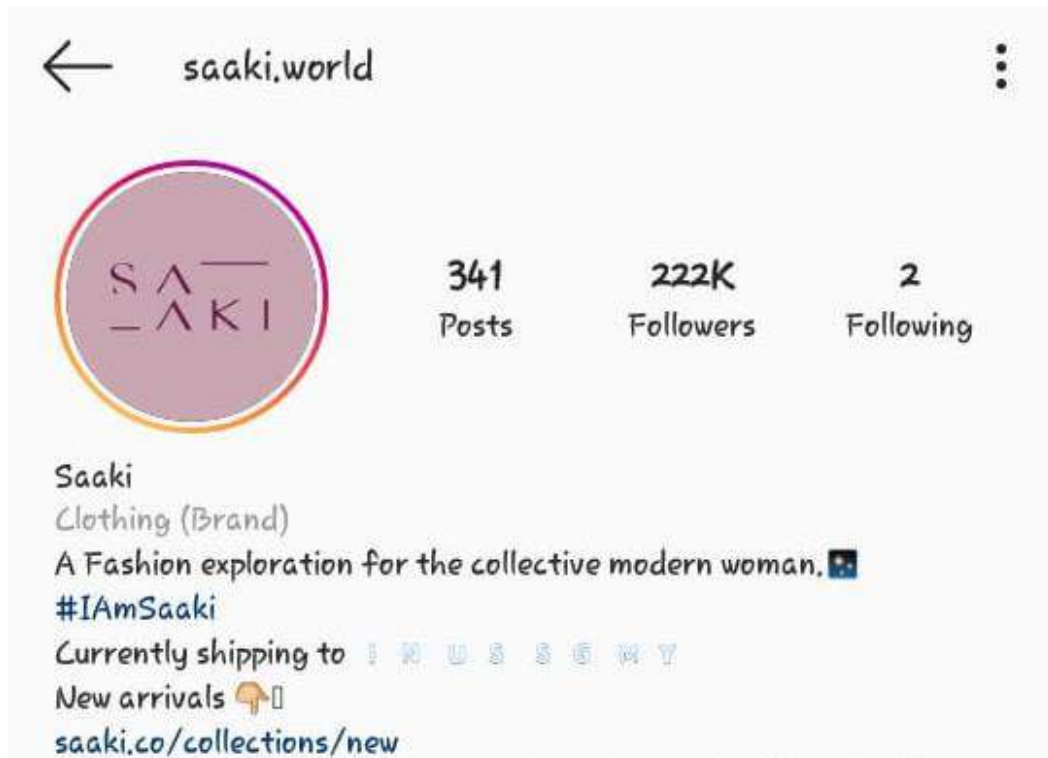 saaki.world
SA
AKI
341
222K
2
Posts
Followers
Following
Saaki
Clothing (Brand)
A Fashion exploration for the collective modern woman.
#IAmSaaki
Currently shipping to I N U S S G M Y
New arrivals 👇🏼
saaki.co/collections/new